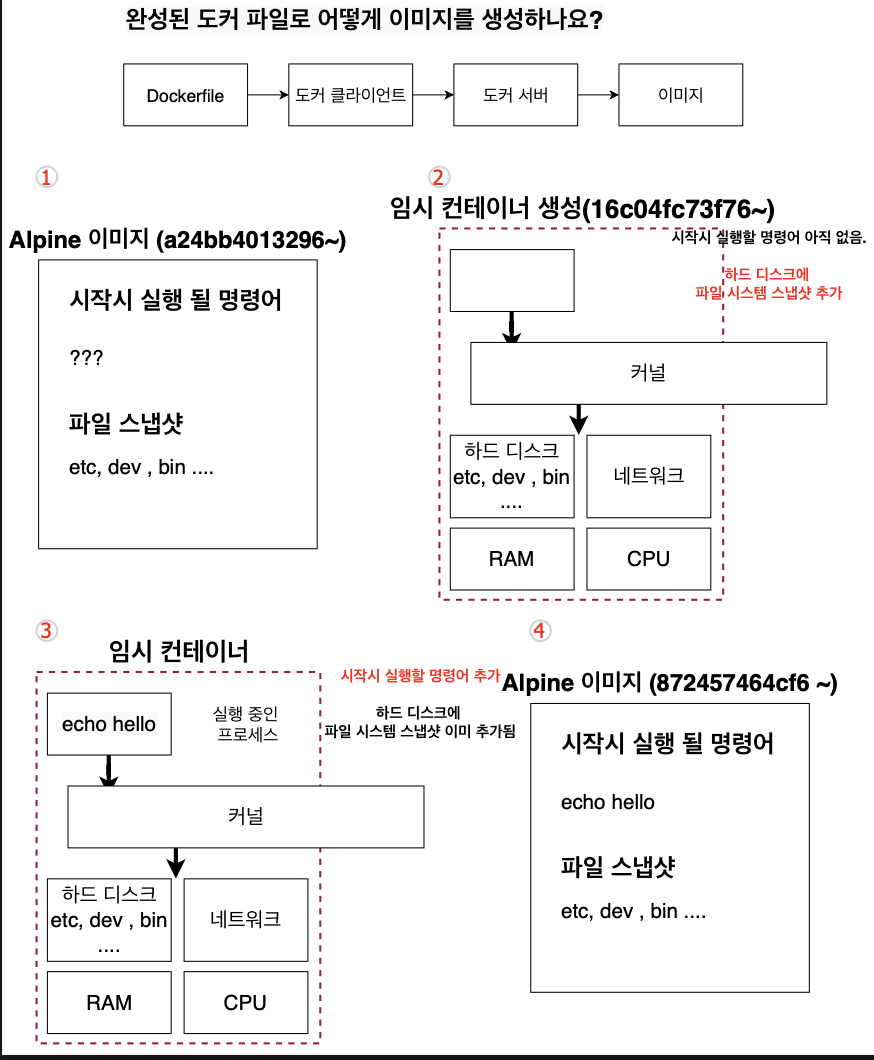 완성된 도커 파일로 어떻게 이미지를 생성하나요?
Dockerfile
도커 클라이언트
도커 서버
이미지
①
Alpine 이미지 (a24bb4013296~)
시작시 실행 될 명령어
???
파일 스냅샷
etc, dev , bin ....
②
임시 컨테이너 생성(16c04fc73f76~)
시작시 실행할 명령어 아직 없음.
하드 디스크에
파일 시스템 스냅샷 추가
커널
하드 디스크
etc, dev , bin
....
네트워크
RAM
CPU
③
임시 컨테이너
시작시 실행할 명령어 추가
echo hello
실행 중인
프로세스
하드 디스크에
파일 시스템 스냅샷 이미 추가됨
커널
하드 디스크
etc, dev , bin
....
네트워크
RAM
CPU
④
Alpine 이미지 (872457464cf6 ~)
시작시 실행 될 명령어
echo hello
파일 스냅샷
etc, dev , bin ....